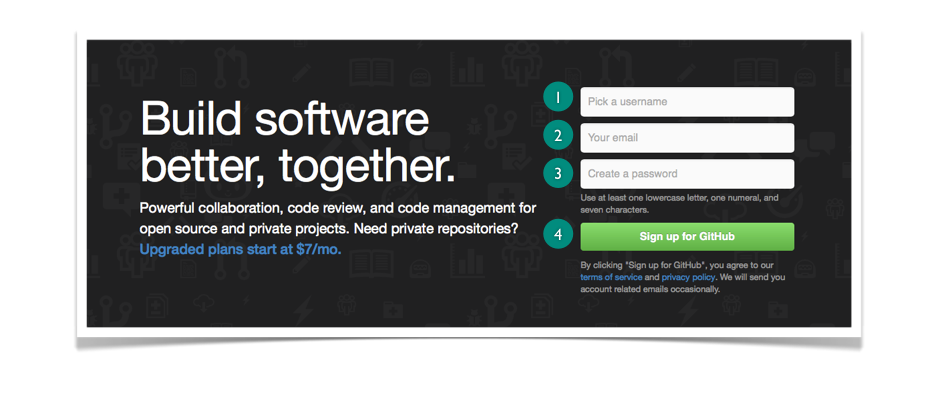 Build software
better, together.
Powerful collaboration, code review, and code management for
open source and private projects. Need private repositories?
Upgraded plans start at $7/mo.
1
Pick a username
2
Your email
3
Create a password
Use at least one lowercase letter, one numeral, and
seven characters.
4
Sign up for GitHub
By clicking "Sign up for GitHub", you agree to our
terms of service and privacy policy. We will send you
account related emails occasionally.